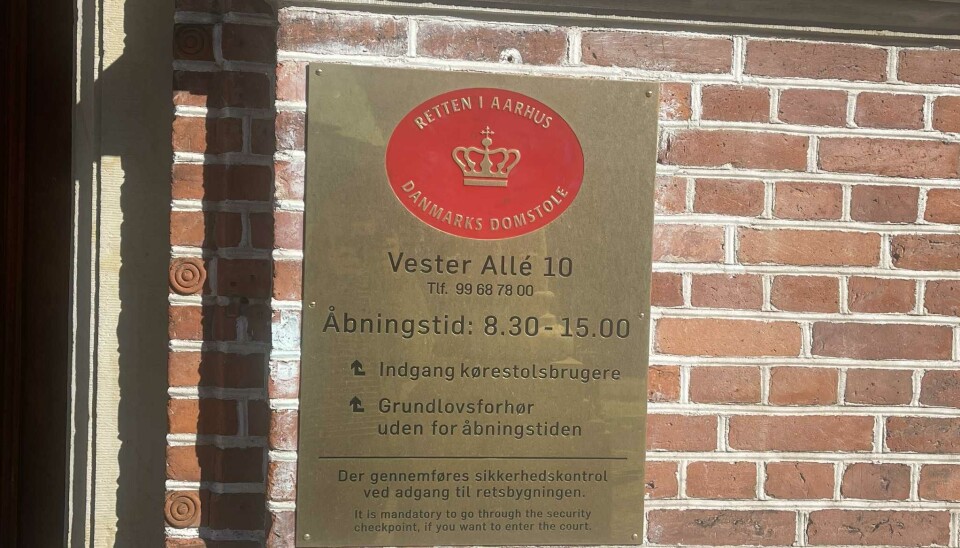 RETTEN I AARHUS
DANMARKS DOMSTOLE
Vester Allé 10
Tlf. 99 68 78 00
Åbningstid: 8.30 - 15.00
Indgang kørestolsbrugere
Grundlovsforhør
uden for åbningstiden
Der gennemføres sikkerhedskontrol
ved adgang til retsbygningen.
It is mandatory to go through the security
checkpoint, if you want to enter the court.